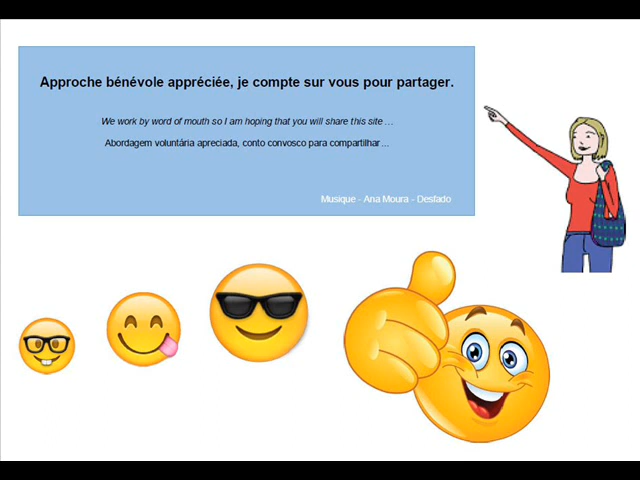 Approche bénévole appréciée, je compte sur vous pour partager.
We work by word of mouth so I am hoping that you will share this site ...
Abordagem voluntária apreciada, conto convosco para compartilhar ...
Musique - Ana Moura - Desfado